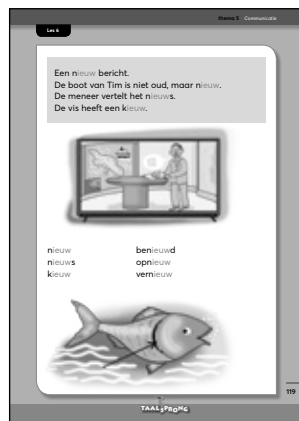 thema 5 Communicatie
Les 6
Een nieuw bericht.
De boot van Tim is niet oud, maar nieuw.
De meneer vertelt het nieuws.
De vis heeft een kieuw.
nieuw benieuwd
nieuws opnieuw
kieuw vernieuw
119
TAALSPRONG